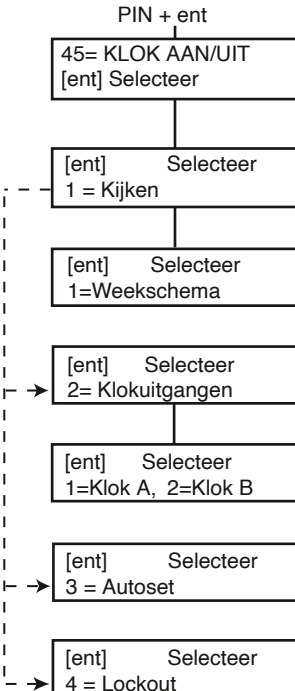 PIN + ent
45= KLOK AAN/UIT
[ent] Selecteer
[ent] Selecteer
1 = Kijken
[ent] Selecteer
1=Weekschema
[ent] Selecteer
2= Klokuitgangen
[ent] Selecteer
1=Klok A, 2=Klok B
[ent] Selecteer
3 = Autoset
[ent] Selecteer
4 = Lockout